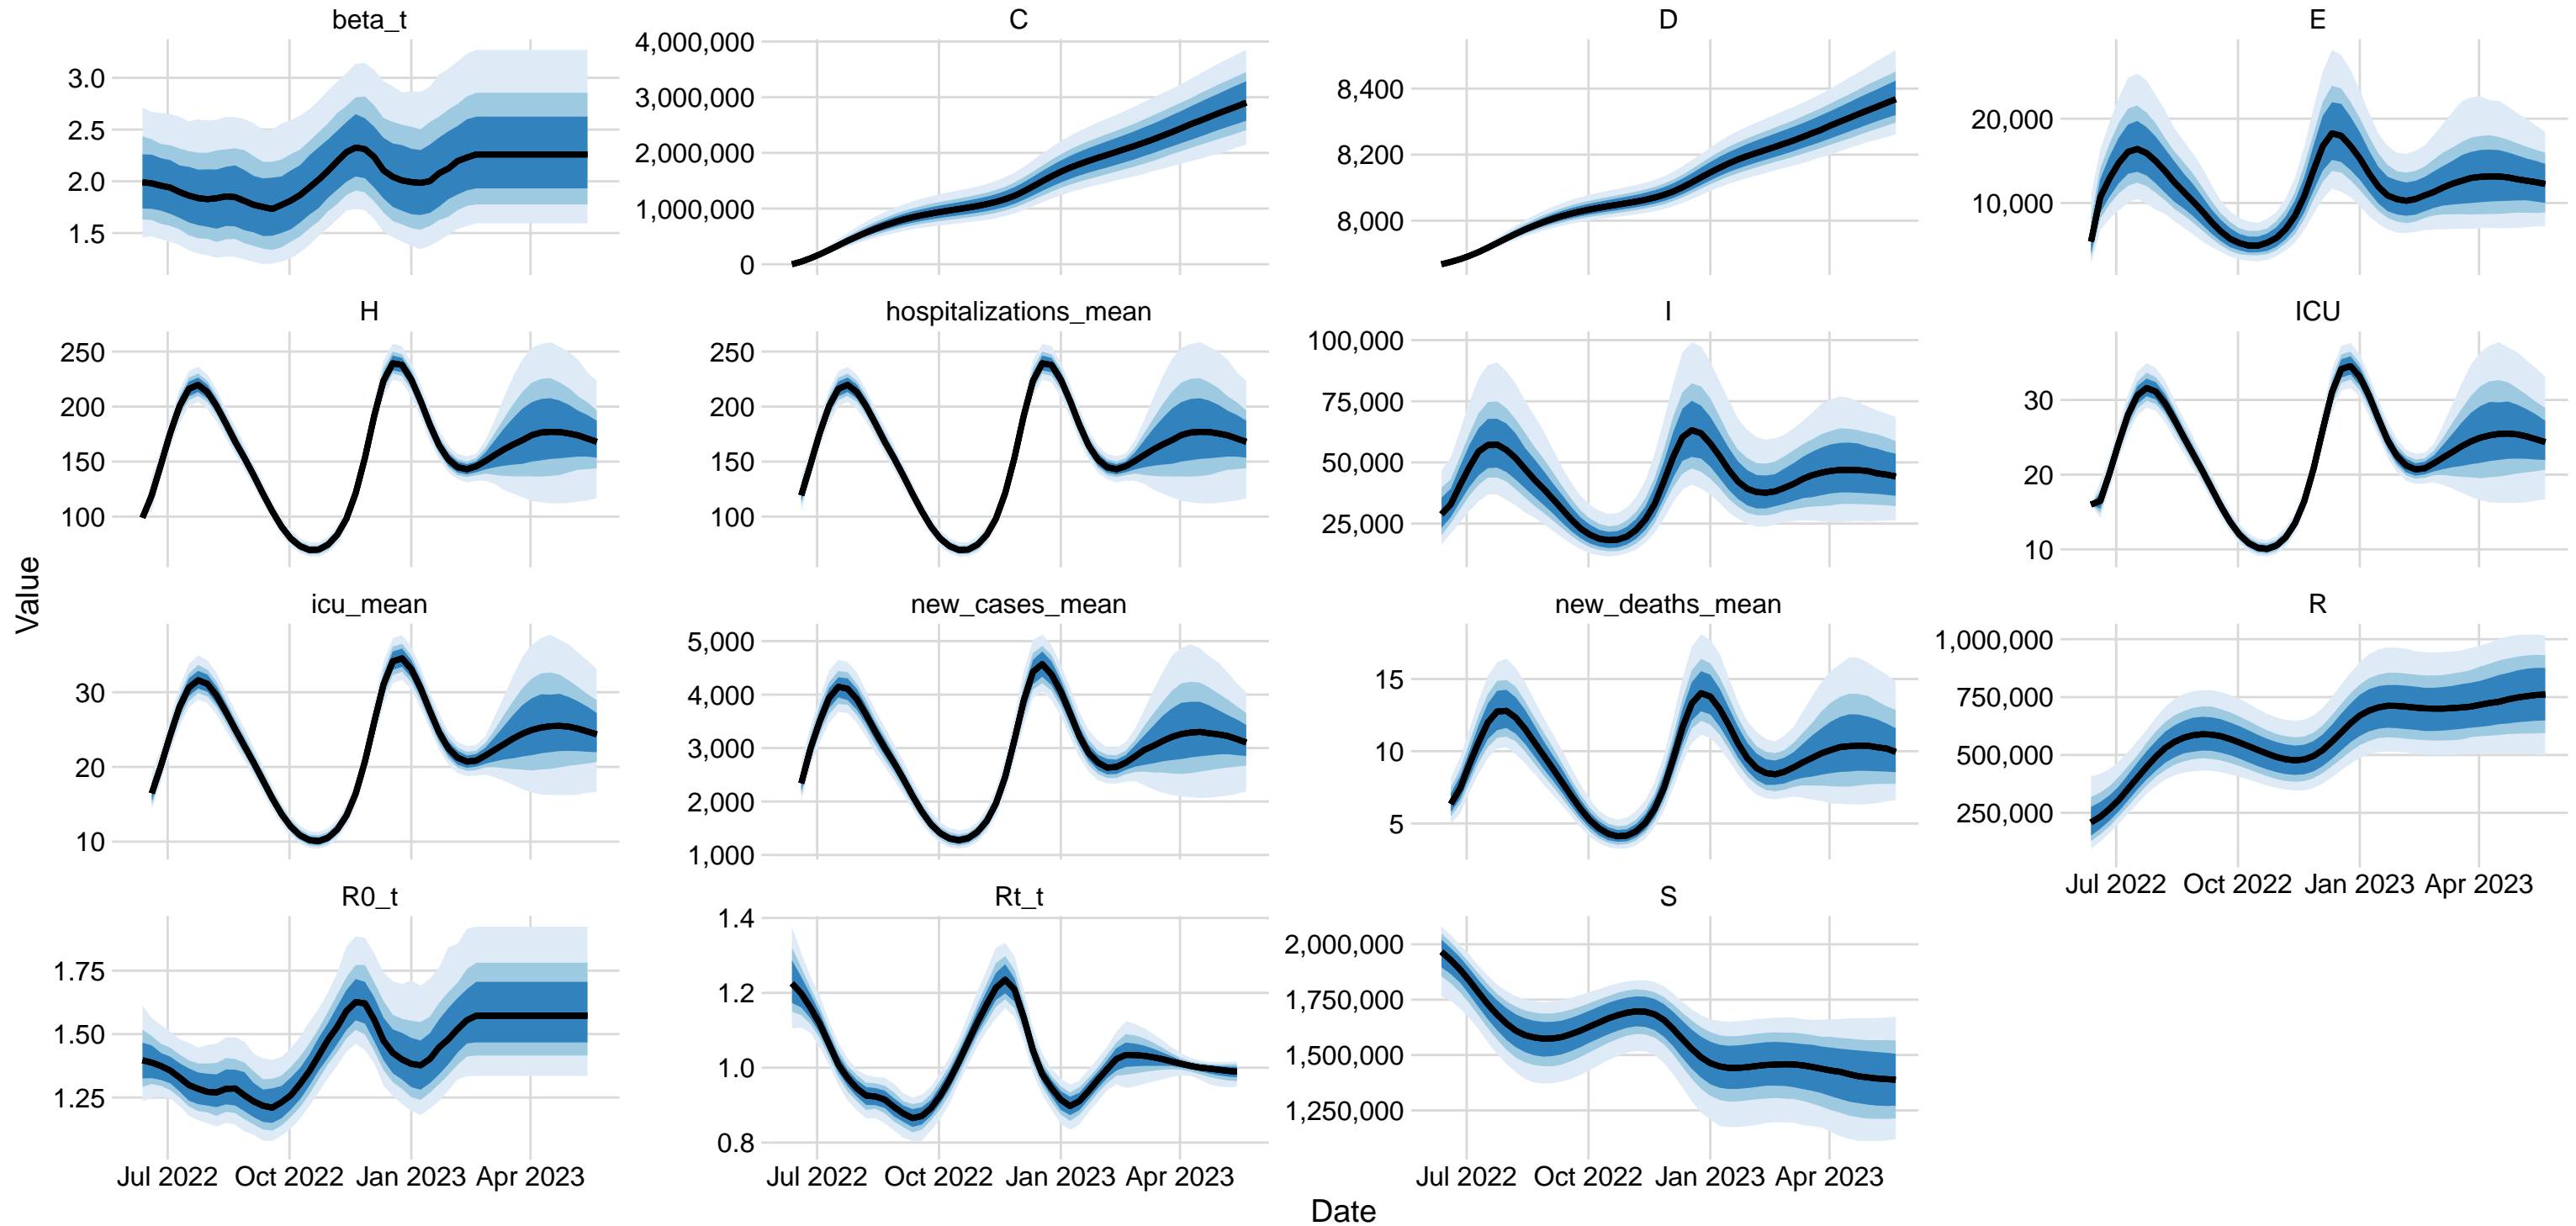 beta_t
C
D
E
3.0
2.5
2.0
1.5
4,000,000
3,000,000
2,000,000
1,000,000
0
8,400
8,200
8,000
20,000
10,000
H
hospitalizations_mean
I
ICU
250
200
150
100
250
200
150
100
100,000
75,000
50,000
25,000
30
20
10
icu_mean
new_cases_mean
new_deaths_mean
R
30
20
10
5,000
4,000
3,000
2,000
1,000
15
10
5
1,000,000
750,000
500,000
250,000
Jul 2022 Oct 2022 Jan 2023 Apr 2023
R0_t
Rt_t
S
1.75
1.50
1.25
1.4
1.2
1.0
0.8
2,000,000
1,750,000
1,500,000
1,250,000
Jul 2022 Oct 2022 Jan 2023 Apr 2023
Jul 2022 Oct 2022 Jan 2023 Apr 2023
Jul 2022 Oct 2022 Jan 2023 Apr 2023
Value
Date